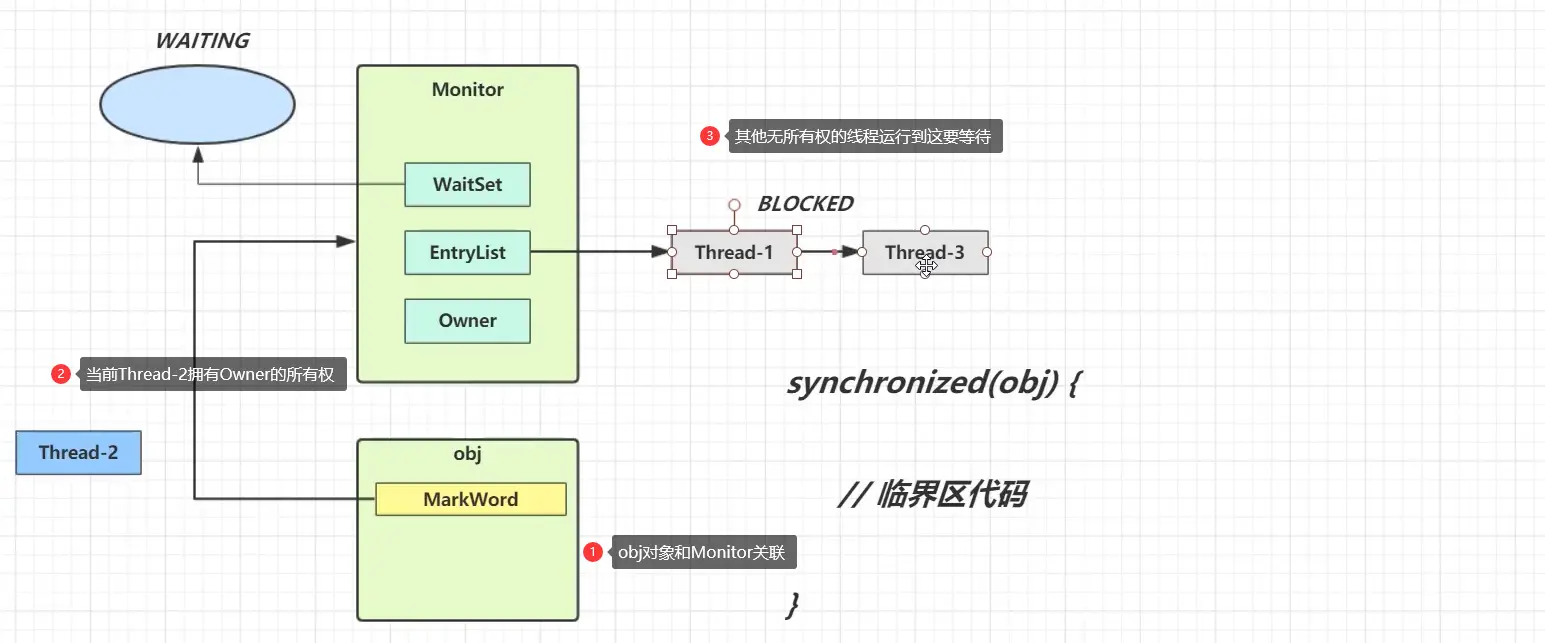 WAITING
Monitor
3 其他无所有权的线程运行到这要等待
WaitSet
BLOCKED
EntryList
Thread-1
Thread-3
Owner
2 当前Thread-2拥有Owner的所有权
synchronized(obj) {
Thread-2
obj
MarkWord
// 临界区代码
1 obj对象和Monitor关联
}